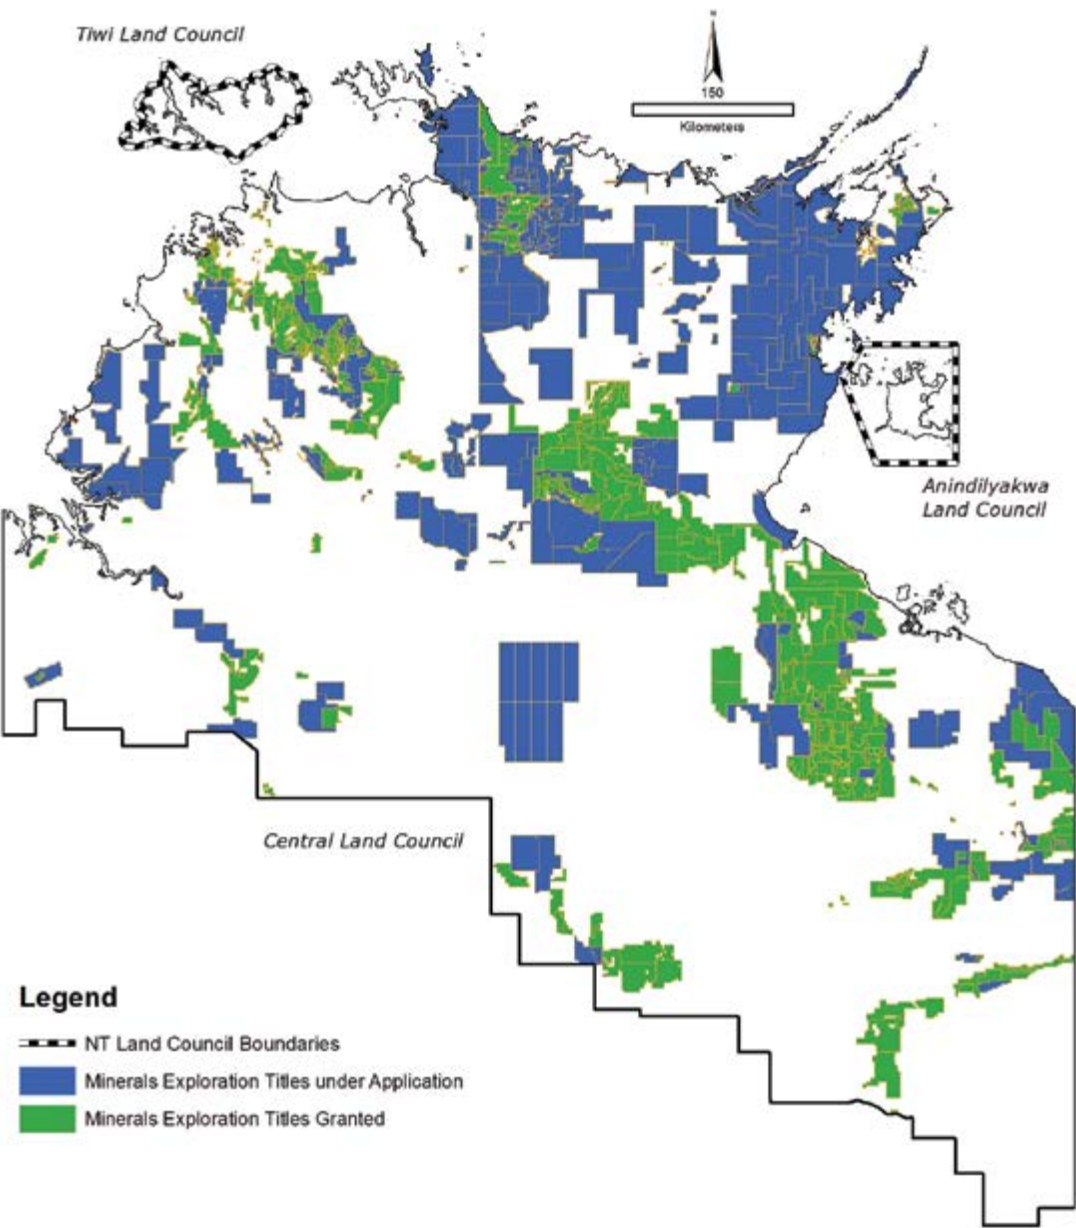 Tiwi Land Council
N
150
Kilometers
Anindilyakwa
Land Council
Central Land Council
Legend
NT Land Council Boundaries
Minerals Exploration Titles under Application
Minerals Exploration Titles Granted